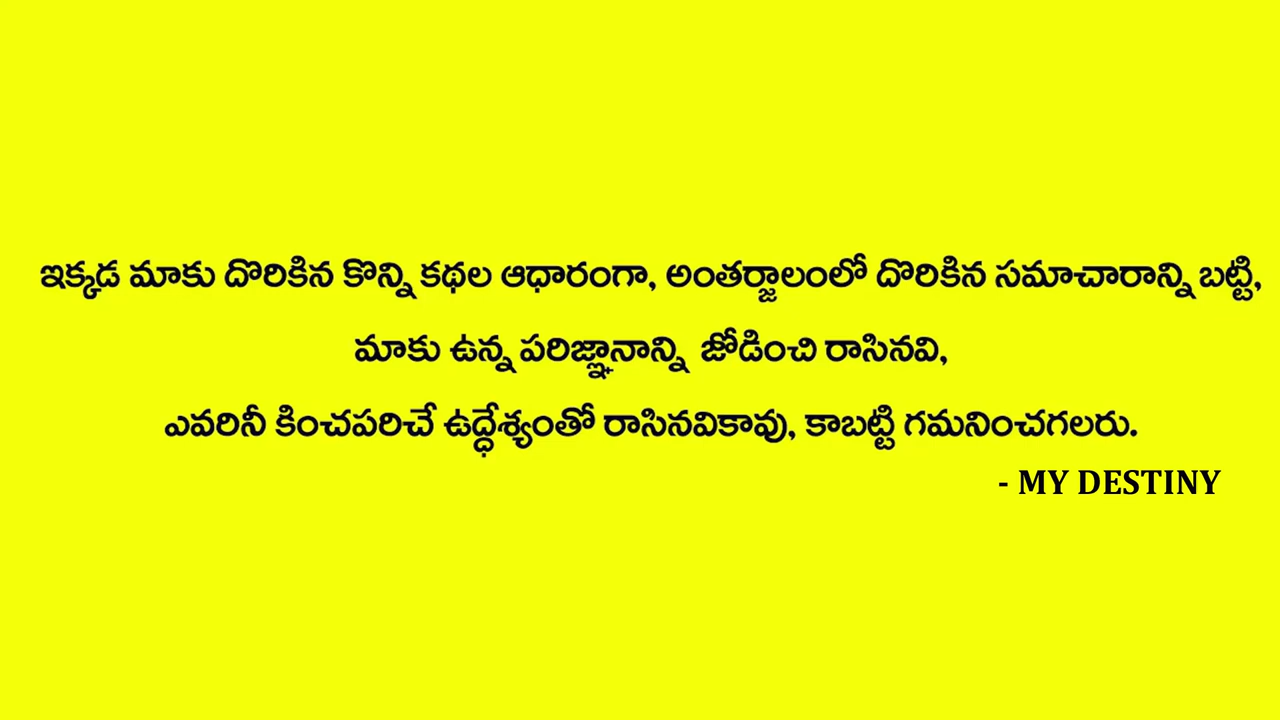 ఇక్కడ మాకు దొరికిన కొన్ని కథల ఆధారంగా, అంతర్జాలంలో దొరికిన సమాచారాన్ని బట్టి,
మాకు ఉన్న పరిజ్ఞానాన్ని జోడించి రాసినవి,
ఎవరినీ కించపరిచే ఉద్ధేశ్యంతో రాసినవికావు, కాబట్టి గమనించగలరు.
- MY DESTINY